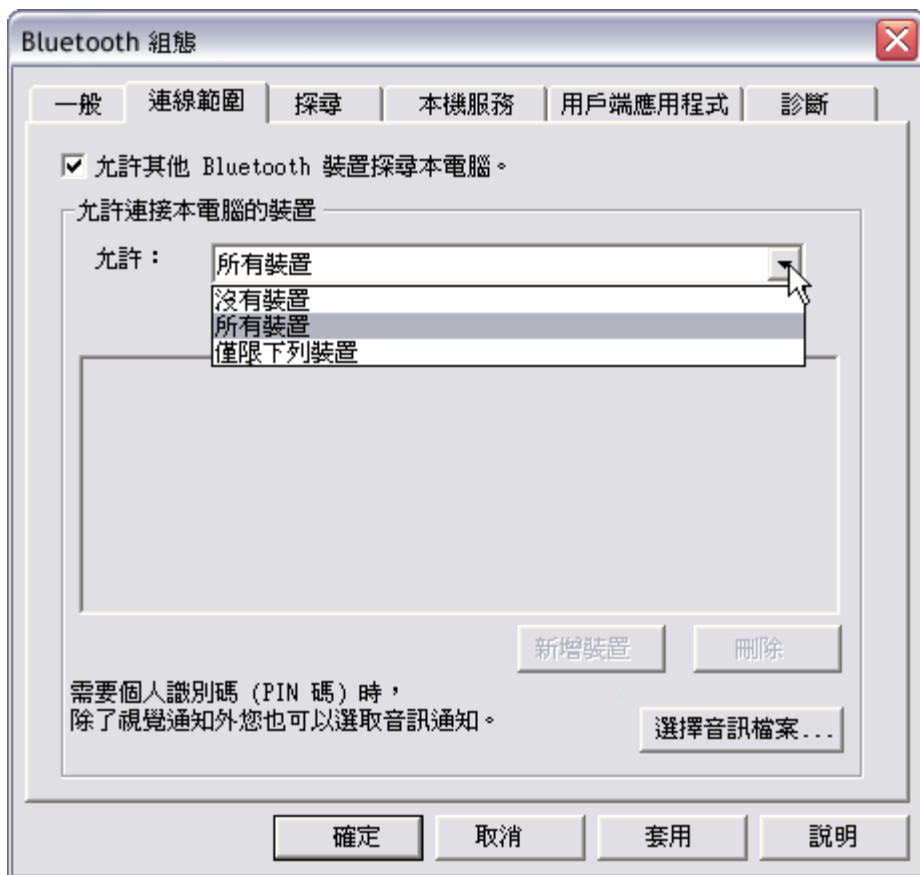 Bluetooth 組態
一般 連線範圍 探尋 本機服務 用戶端應用程式 診斷
允許其他 Bluetooth 裝置探尋本電腦。
允許連接本電腦的裝置
允許： 所有裝置
沒有裝置
所有裝置
僅限下列裝置
新增裝置 刪除
需要個人識別碼 (PIN 碼) 時，
除了視覺通知外您也可以選取音訊通知。
選擇音訊檔案...
確定 取消 套用 說明